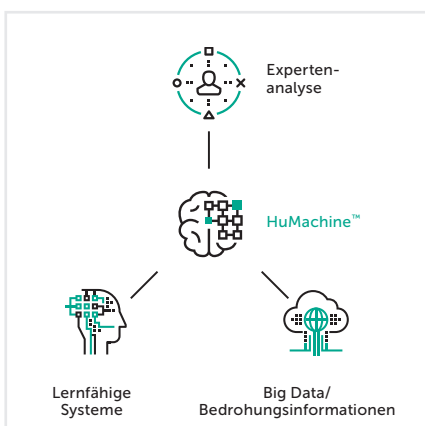 Experten-
analyse
HuMachine™
Lernfähige
Systeme
Big Data/
Bedrohungsinformationen